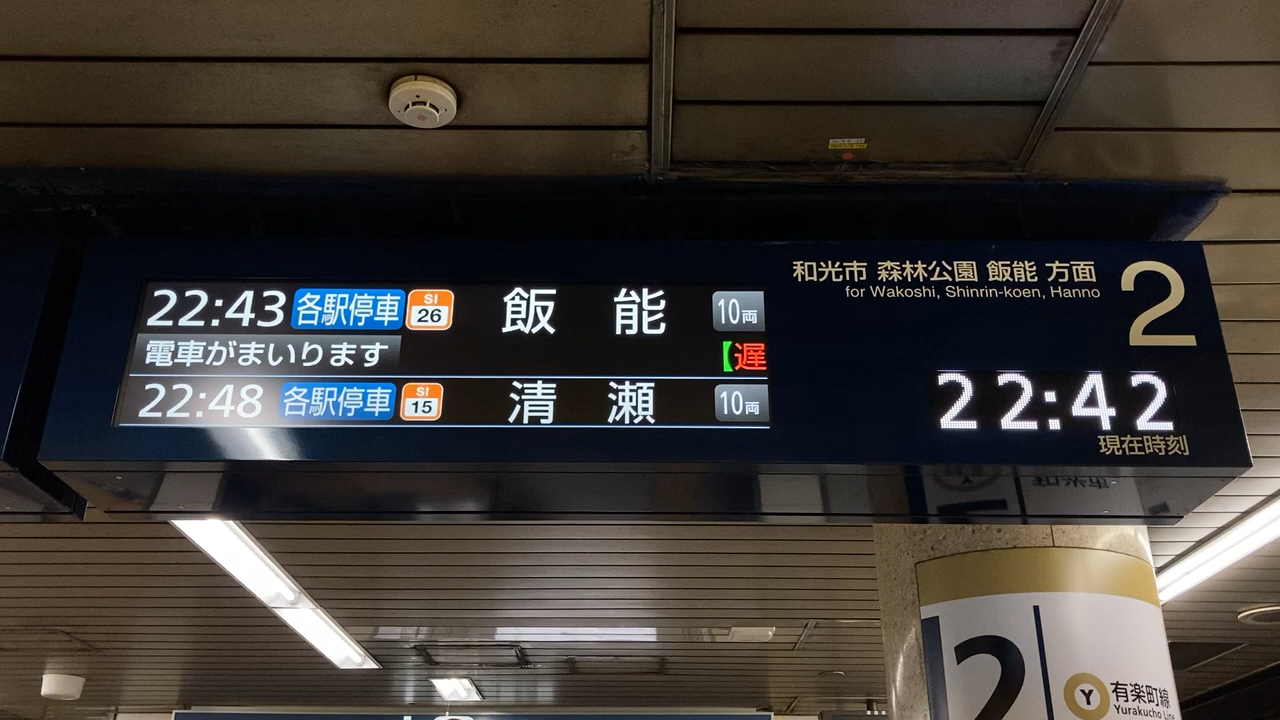 和光市 森林公園 飯能 方面
for Wakoshi, Shinrin-koen, Hanno
2
22:43 各駅停車 SI 26 飯能 10両
電車がまいります 【遅
22:48 各駅停車 SI 15 清瀬 10両
22:42
現在時刻
2
Y 有楽町線
Yurakucho Line